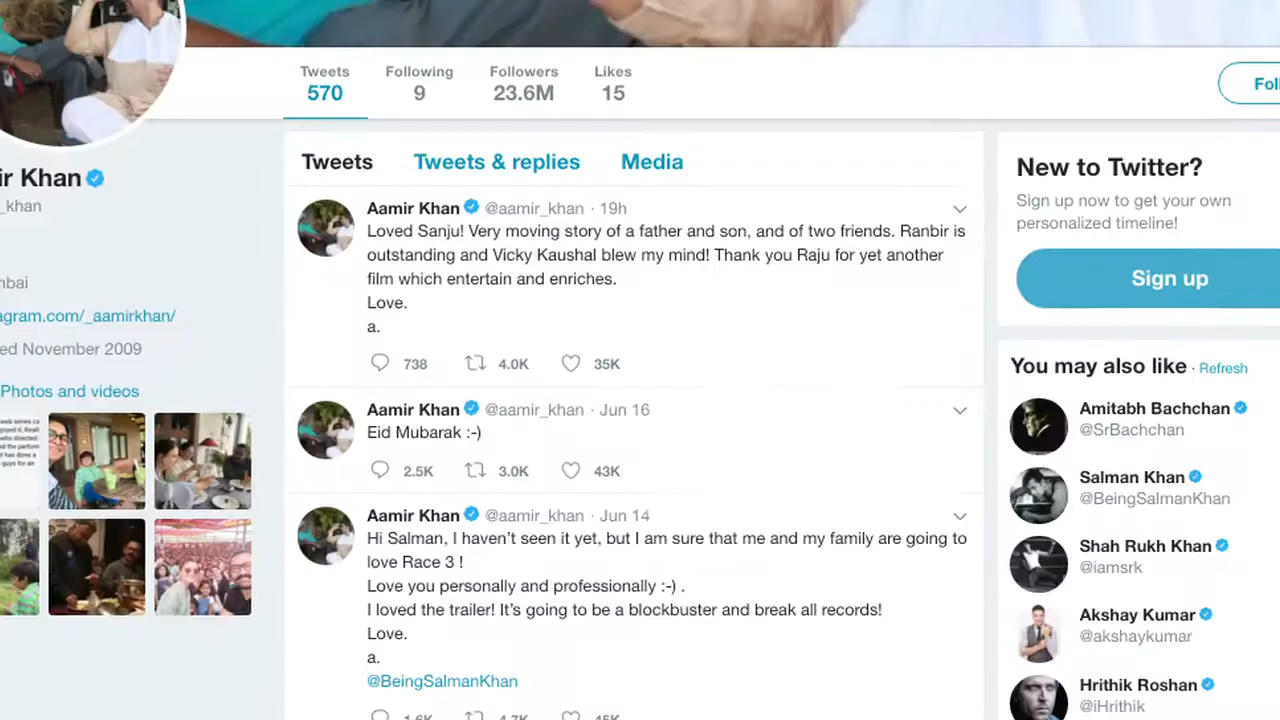 Tweets
570
Following
9
Followers
23.6M
Likes
15
Foll
ir Khan
_khan
nbai
agram.com/_aamirkhan/
ed November 2009
Photos and videos
Tweets
Tweets & replies
Media
Aamir Khan @aamir_khan · 19h
Loved Sanju! Very moving story of a father and son, and of two friends. Ranbir is
outstanding and Vicky Kaushal blew my mind! Thank you Raju for yet another
film which entertain and enriches.
Love.
a.
738 4.0K 35K
Aamir Khan @aamir_khan · Jun 16
Eid Mubarak :-)
2.5K 3.0K 43K
Aamir Khan @aamir_khan · Jun 14
Hi Salman, I haven’t seen it yet, but I am sure that me and my family are going to
love Race 3 !
Love you personally and professionally :-) .
I loved the trailer! It’s going to be a blockbuster and break all records!
Love.
a.
@BeingSalmanKhan
1.6K 4.7K 45K
New to Twitter?
Sign up now to get your own
personalized timeline!
Sign up
You may also like · Refresh
Amitabh Bachchan
@SrBachchan
Salman Khan
@BeingSalmanKhan
Shah Rukh Khan
@iamsrk
Akshay Kumar
@akshaykumar
Hrithik Roshan
@iHrithik